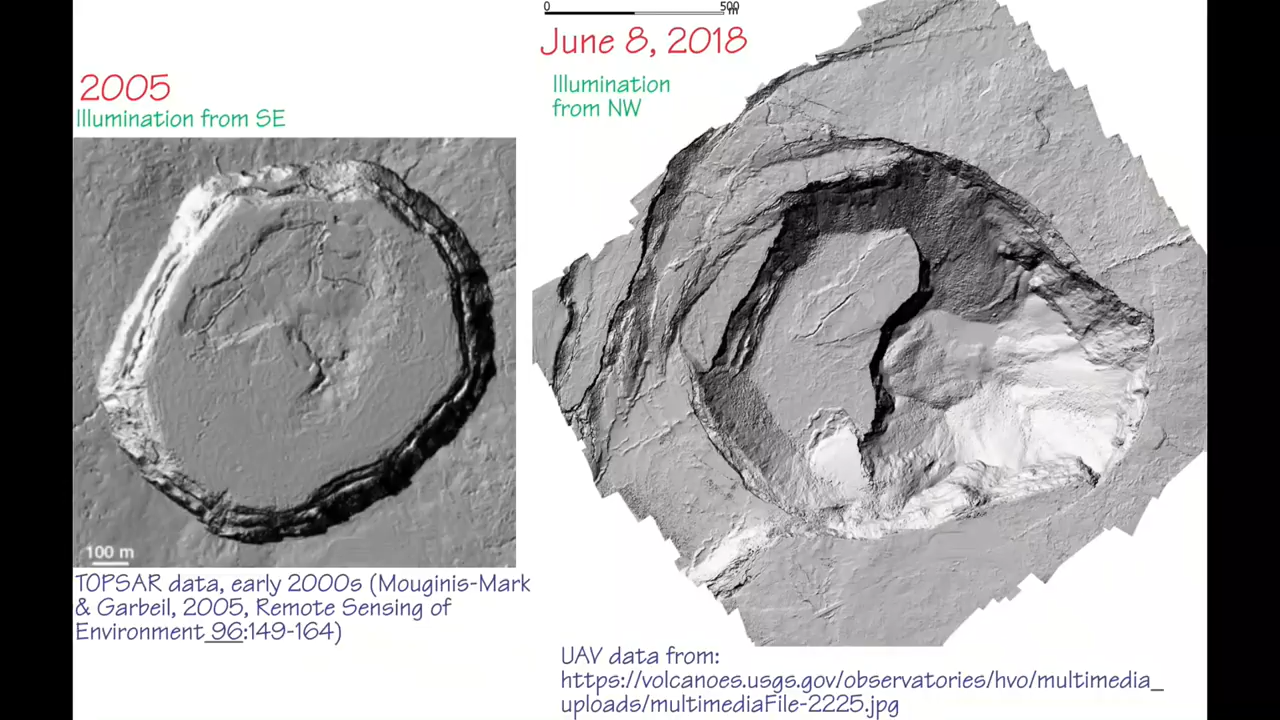 2005
Illumination from SE
100 m
TOPSAR data, early 2000s (Mouginis-Mark
& Garbeil, 2005, Remote Sensing of
Environment 96:149-164)
0 500
m
June 8, 2018
Illumination
from NW
UAV data from:
https://volcanoes.usgs.gov/observatories/hvo/multimedia_
uploads/multimediaFile-2225.jpg